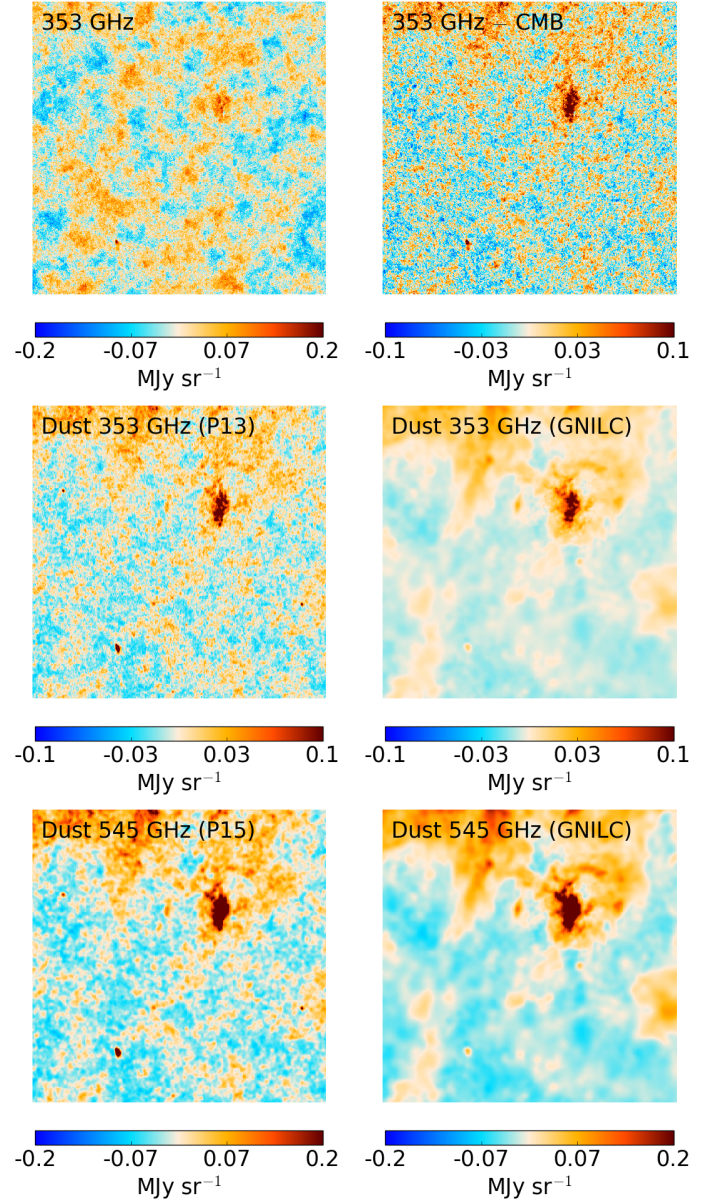 353 GHz
353 GHz − CMB
-0.2 -0.07 0.07 0.2
MJy sr⁻¹
-0.1 -0.03 0.03 0.1
MJy sr⁻¹
Dust 353 GHz (P13)
Dust 353 GHz (GNILC)
-0.1 -0.03 0.03 0.1
MJy sr⁻¹
-0.1 -0.03 0.03 0.1
MJy sr⁻¹
Dust 545 GHz (P15)
Dust 545 GHz (GNILC)
-0.2 -0.07 0.07 0.2
MJy sr⁻¹
-0.2 -0.07 0.07 0.2
MJy sr⁻¹